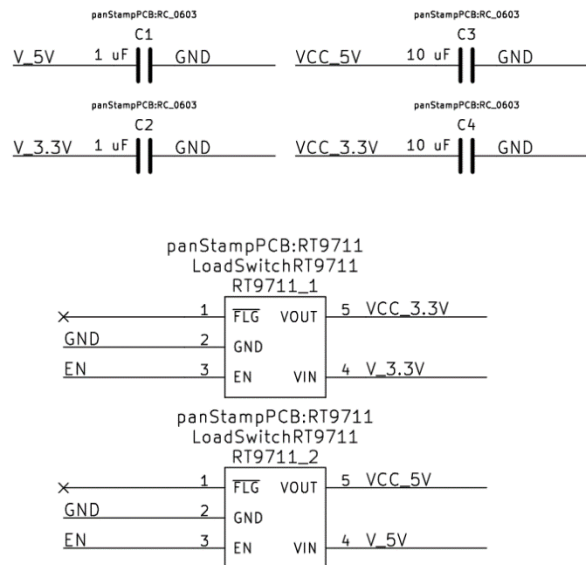 panStampPCB:RC_0603
C1
V_5V 1 uF GND
panStampPCB:RC_0603
C3
VCC_5V 10 uF GND
panStampPCB:RC_0603
C2
V_3.3V 1 uF GND
panStampPCB:RC_0603
C4
VCC_3.3V 10 uF GND
panStampPCB:RT9711
LoadSwitchRT9711
RT9711_1
1 FLG VOUT 5 VCC_3.3V
GND 2 GND
EN 3 EN VIN 4 V_3.3V
panStampPCB:RT9711
LoadSwitchRT9711
RT9711_2
1 FLG VOUT 5 VCC_5V
GND 2 GND
EN 3 EN VIN 4 V_5V